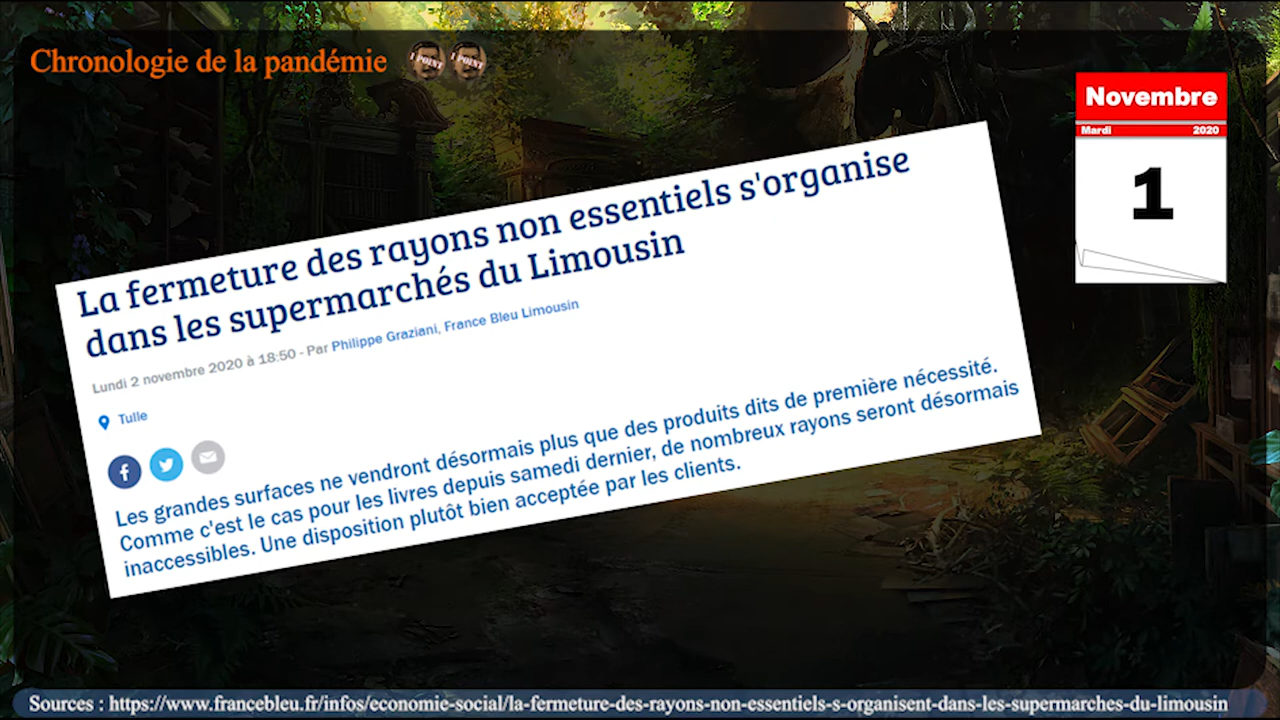 Chronologie de la pandémie
POINT POINT
Novembre
Mardi 2020
1
La fermeture des rayons non essentiels s'organise
dans les supermarchés du Limousin
Lundi 2 novembre 2020 à 18:50 - Par Philippe Graziani, France Bleu Limousin
Tulle
Les grandes surfaces ne vendront désormais plus que des produits dits de première nécessité.
Comme c'est le cas pour les livres depuis samedi dernier, de nombreux rayons seront désormais
inaccessibles. Une disposition plutôt bien acceptée par les clients.
Sources : https://www.francebleu.fr/infos/economie-social/la-fermeture-des-rayons-non-essentiels-s-organisent-dans-les-supermarches-du-limousin